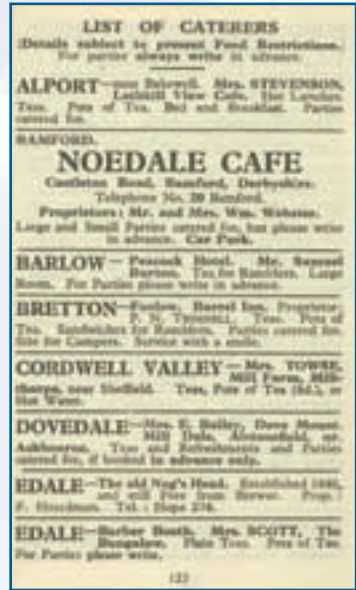 LIST OF CATERERS
(Details subject to present Food Restrictions.
For parties always write in advance.
ALPORT—near Bakewell. Mrs. STEVENSON,
Lathkill View Cafe. Hot Lunches.
Teas. Pots of Tea. Bed and Breakfast. Parties
catered for.
BAMFORD.
NOEDALE CAFE
Castleton Road, Bamford, Derbyshire.
Telephone No. 20 Bamford.
Proprietors: Mr. and Mrs. Wm. Webster.
Large and Small Parties catered for, but please write
in advance. Car Park.
BARLOW—Peacock Hotel. Mr. Samuel
Burton. Tea for Ramblers. Large
Room. For Parties please write in advance.
BRETTON—Barrel Inn. Proprietor:
P. N. Teas. Pots of
Tea. Sandwiches for Ramblers. Parties catered for.
Site for Campers. Service with a smile.
CORDWELL VALLEY—Mrs. TOWSE,
Mill Farm, Mill-
thorpe, near Sheffield. Teas, Pots of Tea or
Hot Water.
DOVEDALE—Mrs. E. Bailey, Dove Mount,
Mill Dale, Alstonefield, nr.
Ashbourne. Teas and Refreshments and Parties
catered for, if booked in advance only.
EDALE—The old Nag's Head. Established
and still Free from Brewer. Prop.:
F. Heardman. Tel.: Hope
EDALE—Barber Booth. Mrs. SCOTT, The
Bungalow. Plain Teas. Pots of Tea.
For Parties please write.
123